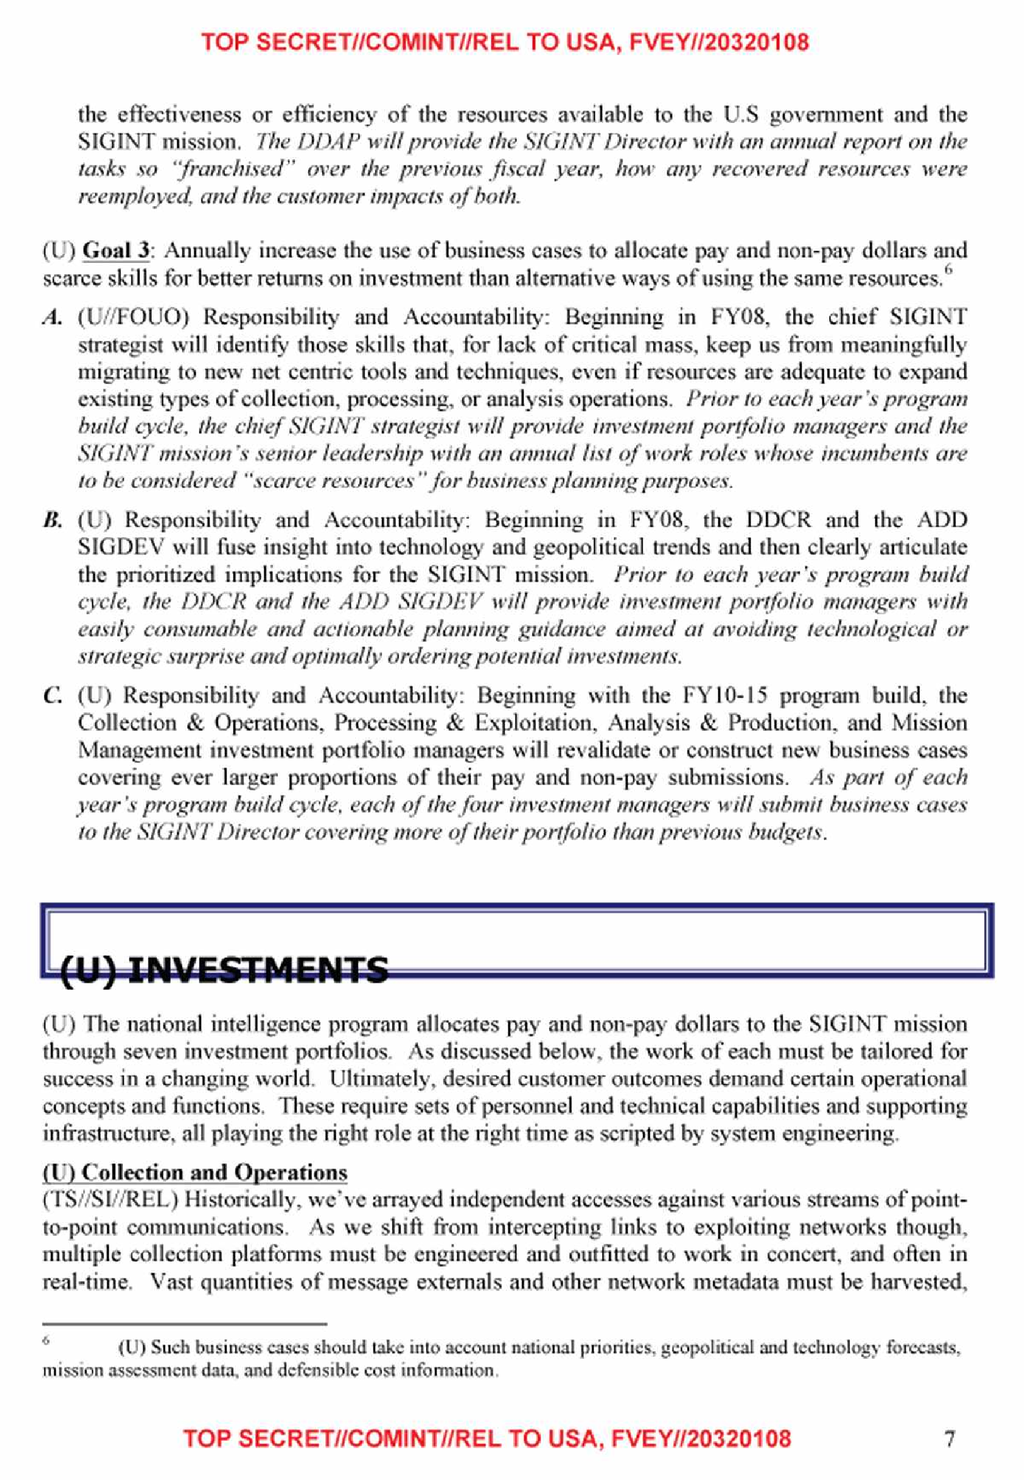 TOP SECRET//COMINT//REL TO USA, FVEY//20320108
the effectiveness or efficiency of the resources available to the U.S government and the
SIGINT mission. The DDAP will provide the SIGINT Director with an annual report on the
tasks so “franchised” over the previous fiscal year, how any recovered resources were
reemployed, and the customer impacts of both.
(U) Goal 3: Annually increase the use of business cases to allocate pay and non-pay dollars and
scarce skills for better returns on investment than alternative ways of using the same resources.6
A. (U//FOUO) Responsibility and Accountability: Beginning in FY08, the chief SIGINT
strategist will identify those skills that, for lack of critical mass, keep us from meaningfully
migrating to new net centric tools and techniques, even if resources are adequate to expand
existing types of collection, processing, or analysis operations. Prior to each year’s program
build cycle, the chief SIGINT strategist will provide investment portfolio managers and the
SIGINT mission’s senior leadership with an annual list of work roles whose incumbents are
to be considered “scarce resources” for business planning purposes.
B. (U) Responsibility and Accountability: Beginning in FY08, the DDCR and the ADD
SIGDEV will fuse insight into technology and geopolitical trends and then clearly articulate
the prioritized implications for the SIGINT mission. Prior to each year’s program build
cycle, the DDCR and the ADD SIGDEV will provide investment portfolio managers with
easily consumable and actionable planning guidance aimed at avoiding technological or
strategic surprise and optimally ordering potential investments.
C. (U) Responsibility and Accountability: Beginning with the FY10-15 program build, the
Collection & Operations, Processing & Exploitation, Analysis & Production, and Mission
Management investment portfolio managers will revalidate or construct new business cases
covering ever larger proportions of their pay and non-pay submissions. As part of each
year’s program build cycle, each of the four investment managers will submit business cases
to the SIGINT Director covering more of their portfolio than previous budgets.
(U) INVESTMENTS
(U) The national intelligence program allocates pay and non-pay dollars to the SIGINT mission
through seven investment portfolios. As discussed below, the work of each must be tailored for
success in a changing world. Ultimately, desired customer outcomes demand certain operational
concepts and functions. These require sets of personnel and technical capabilities and supporting
infrastructure, all playing the right role at the right time as scripted by system engineering.
(U) Collection and Operations
(TS//SI//REL) Historically, we’ve arrayed independent accesses against various streams of point-
to-point communications. As we shift from intercepting links to exploiting networks though,
multiple collection platforms must be engineered and outfitted to work in concert, and often in
real-time. Vast quantities of message externals and other network metadata must be harvested,
6 (U) Such business cases should take into account national priorities, geopolitical and technology forecasts,
mission assessment data, and defensible cost information.
TOP SECRET//COMINT//REL TO USA, FVEY//20320108 7